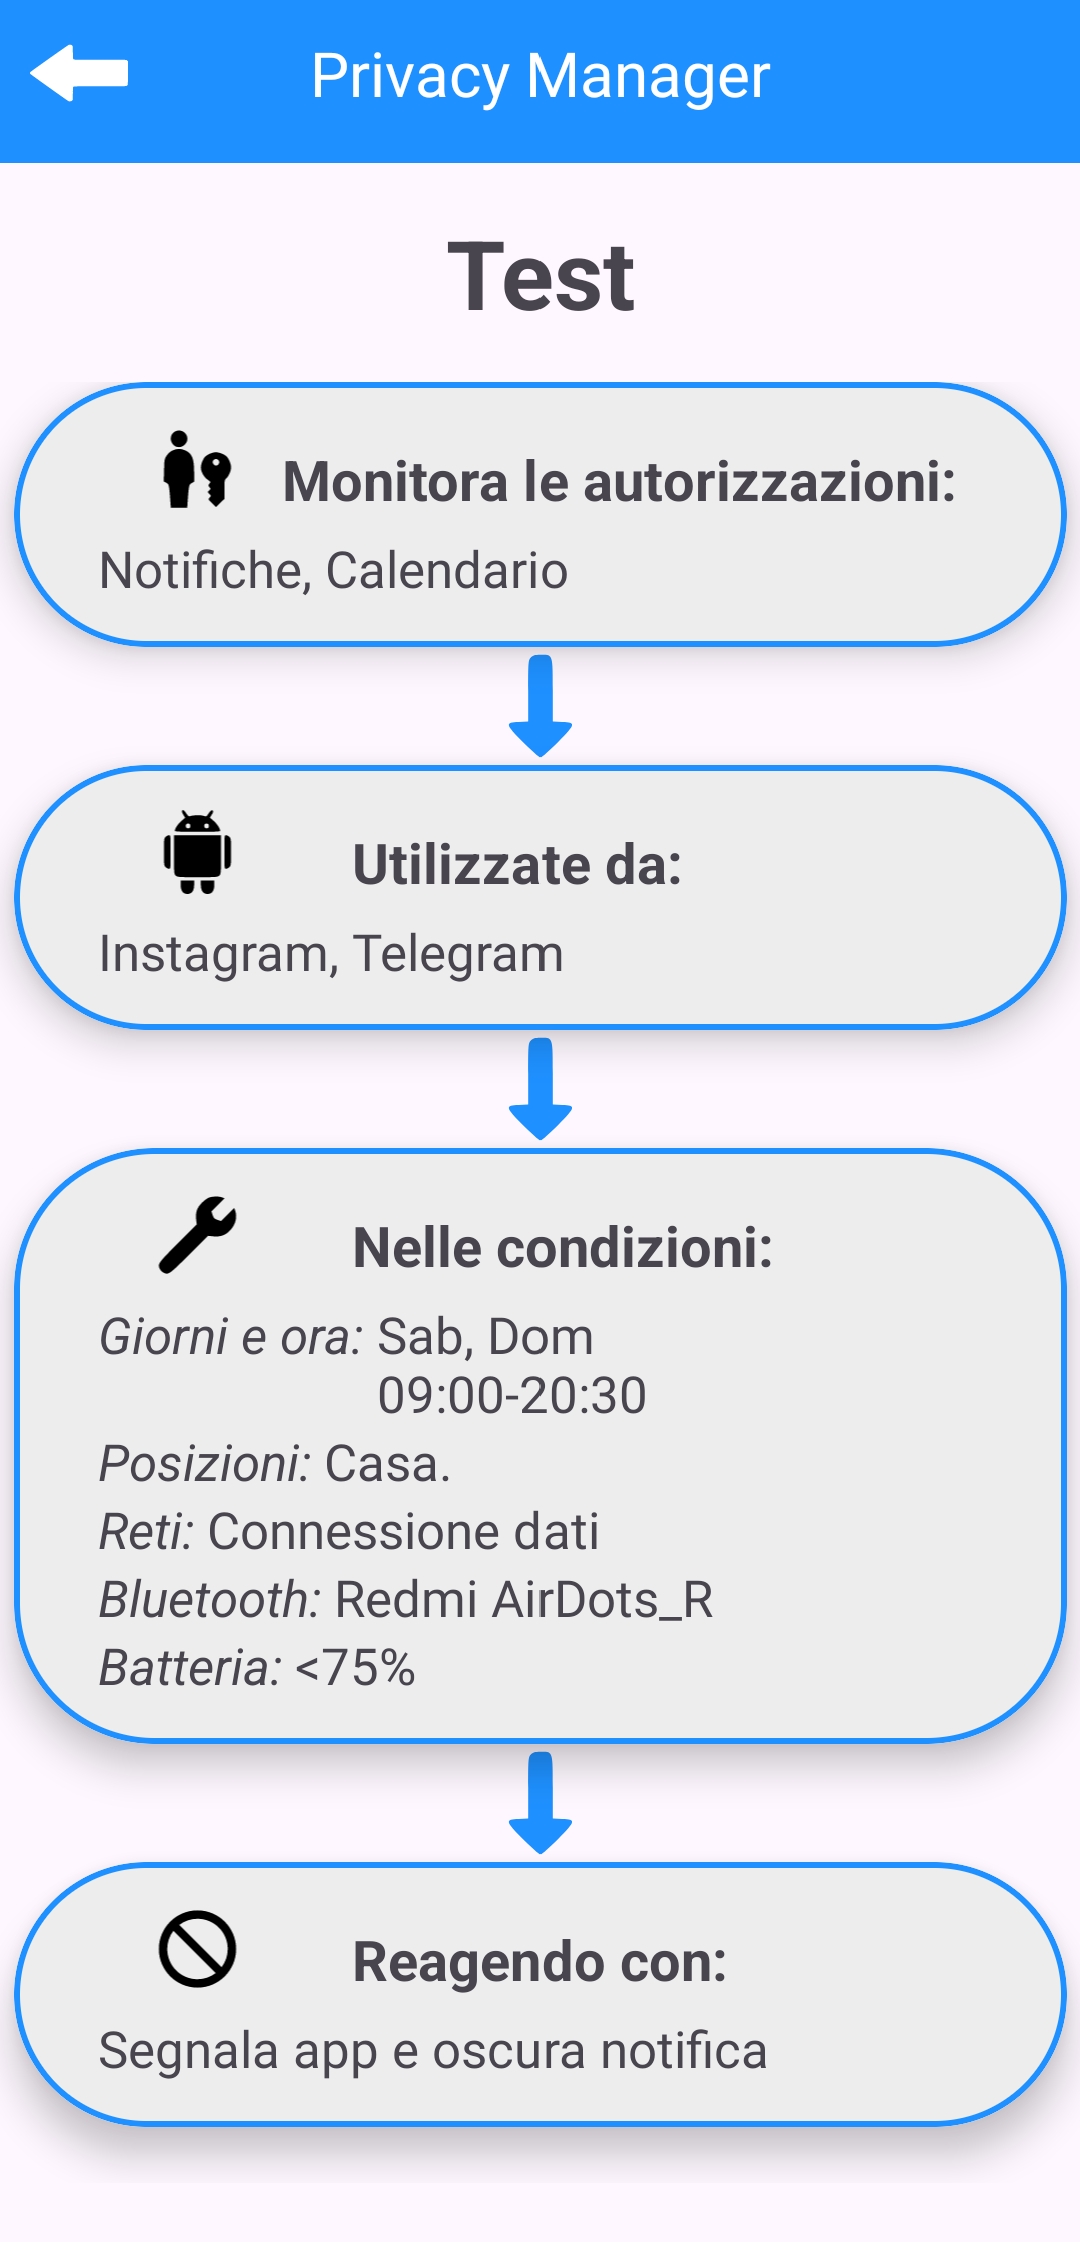 Privacy Manager
Test
Monitora le autorizzazioni:
Notifiche, Calendario
Utilizzate da:
Instagram, Telegram
Nelle condizioni:
Giorni e ora: Sab, Dom
09:00-20:30
Posizioni: Casa.
Reti: Connessione dati
Bluetooth: Redmi AirDots_R
Batteria: <75%
Reagendo con:
Segnala app e oscura notifica